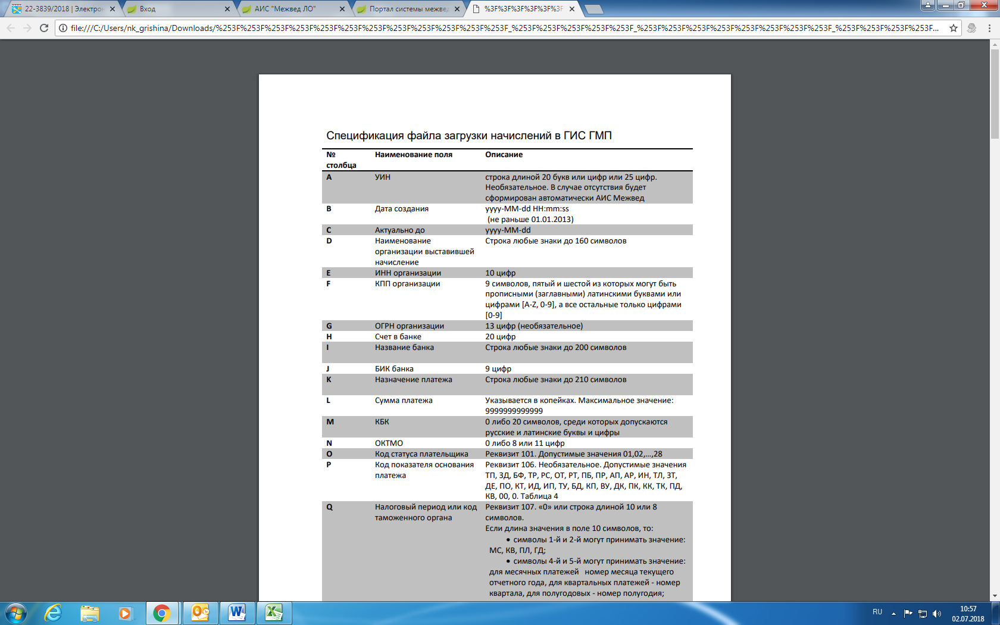 22-3839/2018 | Электрон
Вход
АИС "Межвед ЛО"
Портал системы межвед
%3F%3F%3F%3F%3F%3F
file:///C:/Users/nk_grishina/Downloads/%253F%253F%253F%253F%253F%253F%253F%253F%253F%253F%253F_%253F%253F%253F%253F%253F_%253F%253F%253F%253F%253F%253F%253F%253F_%253F%253F%253F%253F...
Спецификация файла загрузки начислений в ГИС ГМП
№ Наименование поля Описание
столбца
A УИН строка длиной 20 букв или цифр или 25 цифр.
Необязательное. В случае отсутствия будет
сформирован автоматически АИС Межвед
B Дата создания yyyy-MM-dd HH:mm:ss
(не раньше 01.01.2013)
C Актуально до yyyy-MM-dd
D Наименование Строка любые знаки до 160 символов
организации выставившей
начисление
E ИНН организации 10 цифр
F КПП организации 9 символов, пятый и шестой из которых могут быть
прописными (заглавными) латинскими буквами или
цифрами [A-Z, 0-9], а все остальные только цифрами
[0-9]
G ОГРН организации 13 цифр (необязательное)
H Счет в банке 20 цифр
I Название банка Строка любые знаки до 200 символов
J БИК банка 9 цифр
K Назначение платежа Строка любые знаки до 210 символов
L Сумма платежа Указывается в копейках. Максимальное значение:
9999999999999
M КБК 0 либо 20 символов, среди которых допускаются
русские и латинские буквы и цифры
N ОКТМО 0 либо 8 или 11 цифр
O Код статуса плательщика Реквизит 101. Допустимые значения 01,02,...,28
P Код показателя основания Реквизит 106. Необязательное. Допустимые значения
платежа ТП, ЗД, БФ, ТР, РС, ОТ, РТ, ПБ, ПР, АП, АР, ИН, ТЛ, ЗТ,
ДЕ, ПО, КТ, ИД, ИП, ТУ, БД, КП, ВУ, ДК, ПК, КК, ТК, ПД,
КВ, 00, 0. Таблица 4
Q Налоговый период или код Реквизит 107. «0» или строка длиной 10 или 8
таможенного органа символов.
Если длина значения в поле 10 символов, то:
• символы 1-й и 2-й могут принимать значение:
МС, КВ, ПЛ, ГД;
• символы 4-й и 5-й могут принимать значение:
для месячных платежей номер месяца текущего
отчетного года, для квартальных платежей - номер
квартала, для полугодовых - номер полугодия;
RU
10:57
02.07.2018